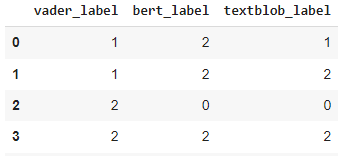 vader_label bert_label textblob_label
0 1 2 1
1 1 2 2
2 2 0 0
3 2 2 2